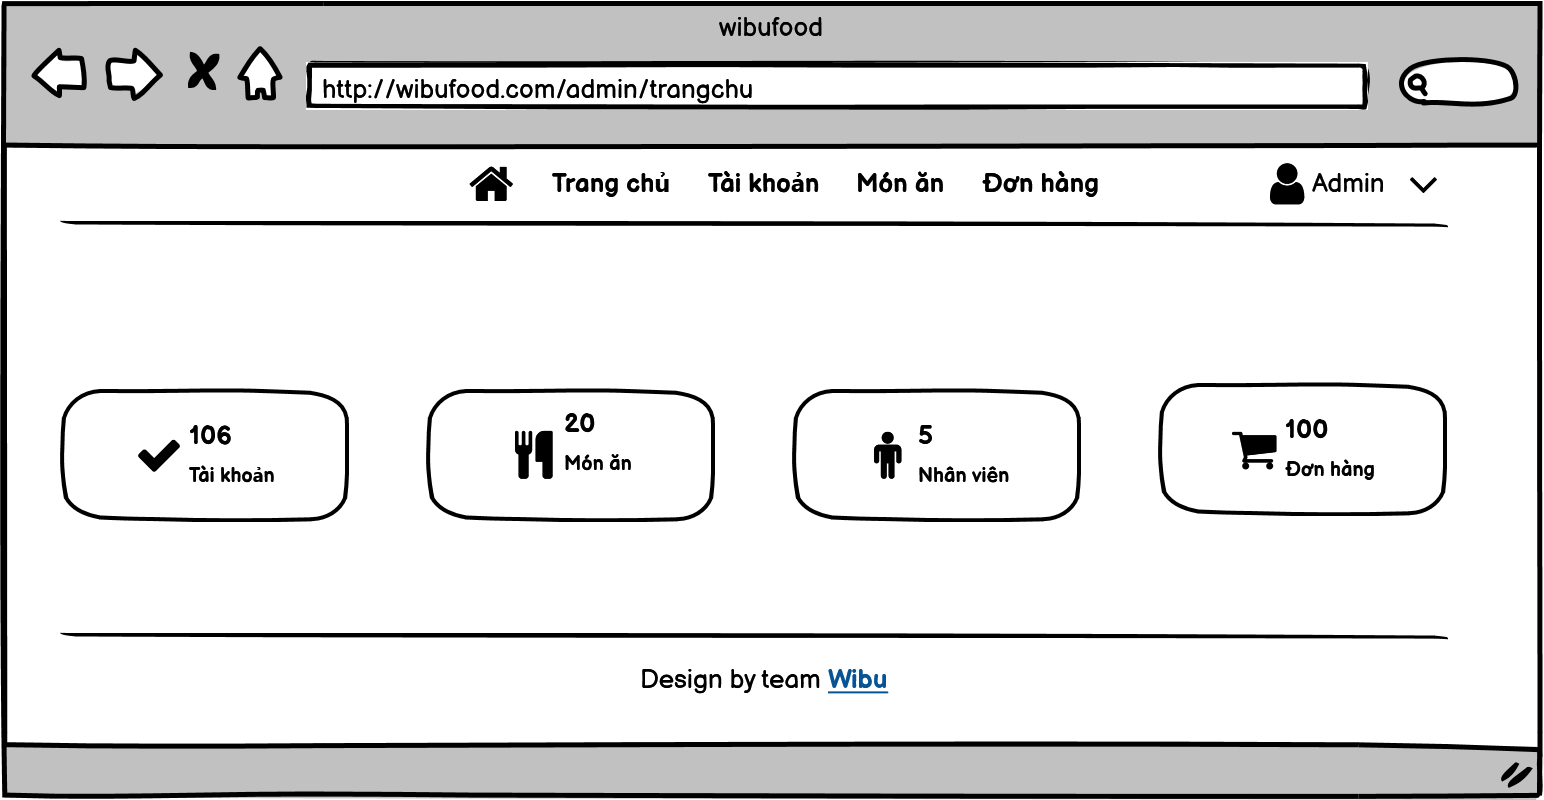 wibufood
http://wibufood.com/admin/trangchu
Trang chủ Tài khoản Món ăn Đơn hàng Admin
106
Tài khoản
20
Món ăn
5
Nhân viên
100
Đơn hàng
Design by team Wibu